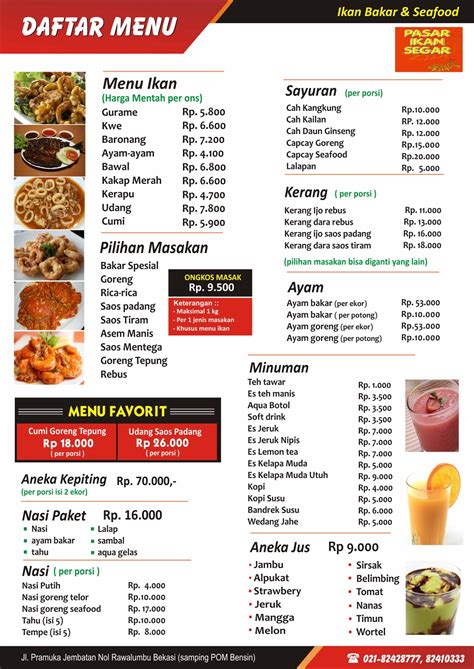 DAFTAR MENU
Ikan Bakar & Seafood
PASAR
IKAN
SEGAR
Menu Ikan
(Harga Mentah per ons)
Gurame Rp. 5.800
Kwe Rp. 6.600
Baronang Rp. 7.200
Ayam-ayam Rp. 4.100
Bawal Rp. 6.800
Kakap Merah Rp. 6.600
Kerapu Rp. 9.700
Udang Rp. 7.800
Cumi Rp. 5.900
Pilihan Masakan
Bakar Spesial
Goreng
Rica-rica
Saos padang
Saos Tiram
Asem Manis
Saos Mentega
Goreng Tepung
Rebus
ONGKOS MASAK
Rp. 9.500
Keterangan ::
- Maksimal 1 kg
- Per 1 jenis masakan
- Khusus menu ikan
MENU FAVORIT
Cumi Goreng Tepung
Rp 18.000
( per porsi )
Udang Saos Padang
Rp 26.000
( per porsi )
Aneka Kepiting Rp. 70.000,-
(per porsi isi 2 ekor)
Nasi Paket Rp. 16.000
Nasi
ayam bakar
tahu
Lalap
sambal
aqua gelas
Nasi ( per porsi )
Nasi Putih Rp. 4.000
Nasi goreng telor Rp. 10.000
Nasi goreng seafood Rp. 17.000
Tahu (isi 5) Rp. 10.000
Tempe (isi 5) Rp. 8.000
Sayuran (per porsi)
Cah Kangkung Rp.10.000
Cah Kailan RP. 12.000
Cah Daun Ginseng Rp. 12.000
Capcay Goreng Rp.15.000
Capcay Seafood Rp.20.000
Lalapan Rp. 5.000
Kerang ( per porsi )
Kerang Ijo rebus Rp. 11.000
Kerang dara rebus Rp. 13.000
Kerang ijo saos padang Rp. 16.000
Kerang dara saos tiram Rp. 18.000
(pilihan masakan bisa diganti yang lain)
Ayam
Ayam bakar (per ekor) Rp.53.000
Ayam bakar ( per potong) Rp.10.000
Ayam goreng (per ekor) Rp.53.000
Ayam goreng (per potong) Rp.10.000
Minuman
Teh tawar Rp. 1.000
Es teh manis Rp. 3.500
Aqua Botol Rp. 3.500
Soft drink Rp. 3.500
Es Jeruk Rp. 7.000
Es Jeruk Nipis Rp. 7.000
Es Lemon tea Rp. 7.000
Es Kelapa Muda Rp. 7.000
Es Kelapa Muda Utuh Rp. 9.000
Kopi Rp. 4.000
Kopi Susu Rp. 5.000
Bandrek Susu Rp. 6.000
Wedang Jahe Rp. 5.000
Aneka Jus Rp 9.000
Jambu
Alpukat
Strawbery
Jeruk
Mangga
Melon
Sirsak
Belimbing
Tomat
Nanas
Timun
Wortel
Jl. Pramuka Jembatan Nol Rawalumbu Bekasi (samping POM Bensin)
☎ 021-82428777, 82410333